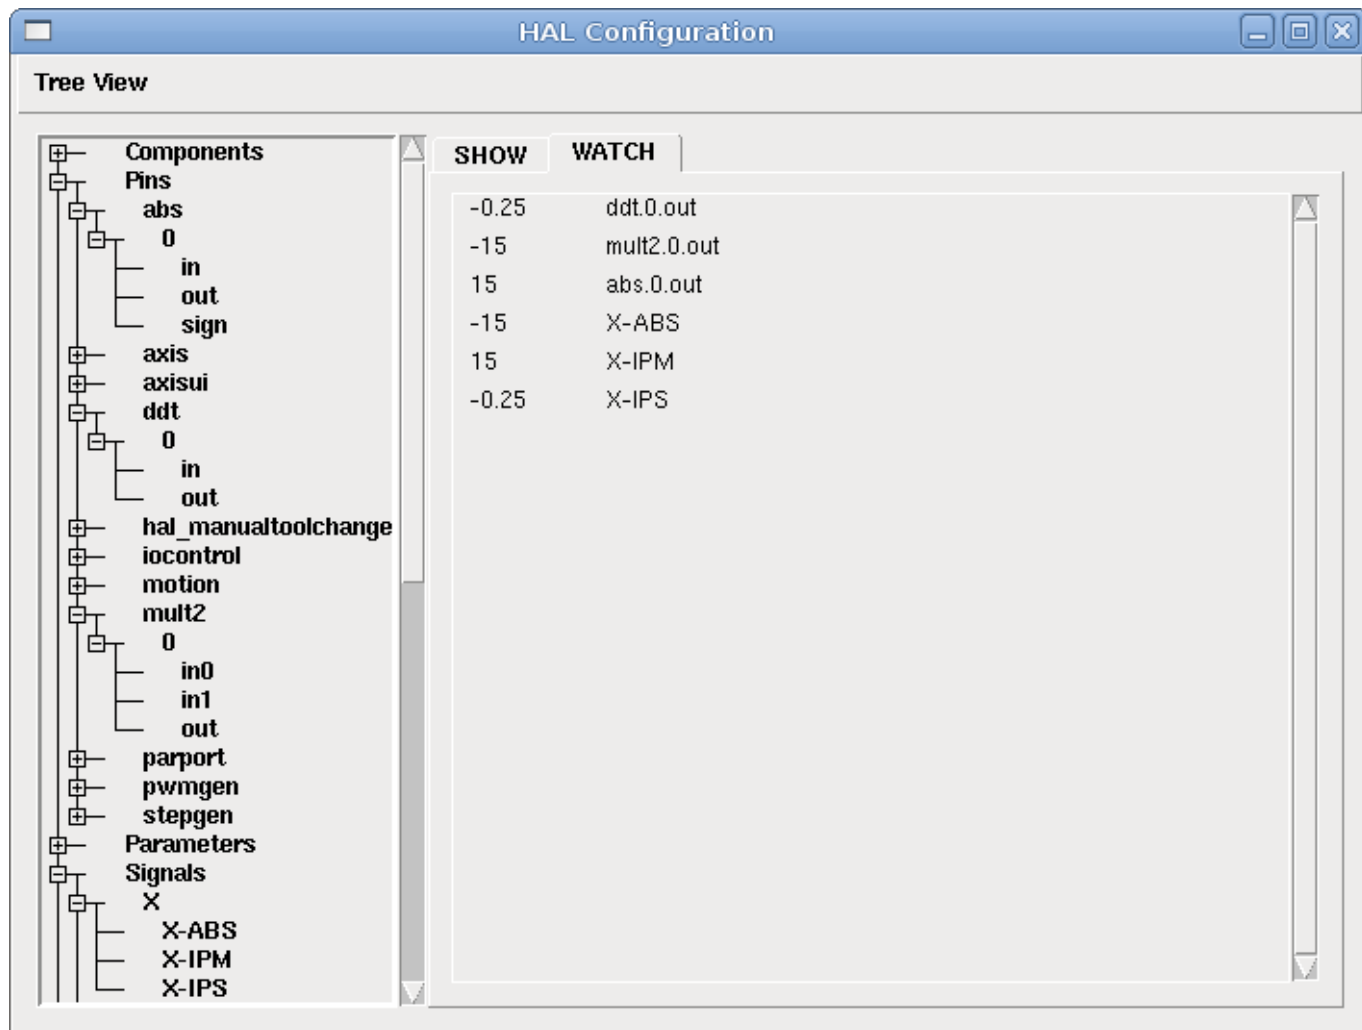 HAL Configuration
Tree View
Components
Pins
abs
0
in
out
sign
axis
axisui
ddt
0
in
out
hal_manualtoolchange
iocontrol
motion
mult2
0
in0
in1
out
parport
pwmgen
stepgen
Parameters
Signals
X
X-ABS
X-IPM
X-IPS
SHOW WATCH
-0.25 ddt.0.out
-15 mult2.0.out
15 abs.0.out
-15 X-ABS
15 X-IPM
-0.25 X-IPS